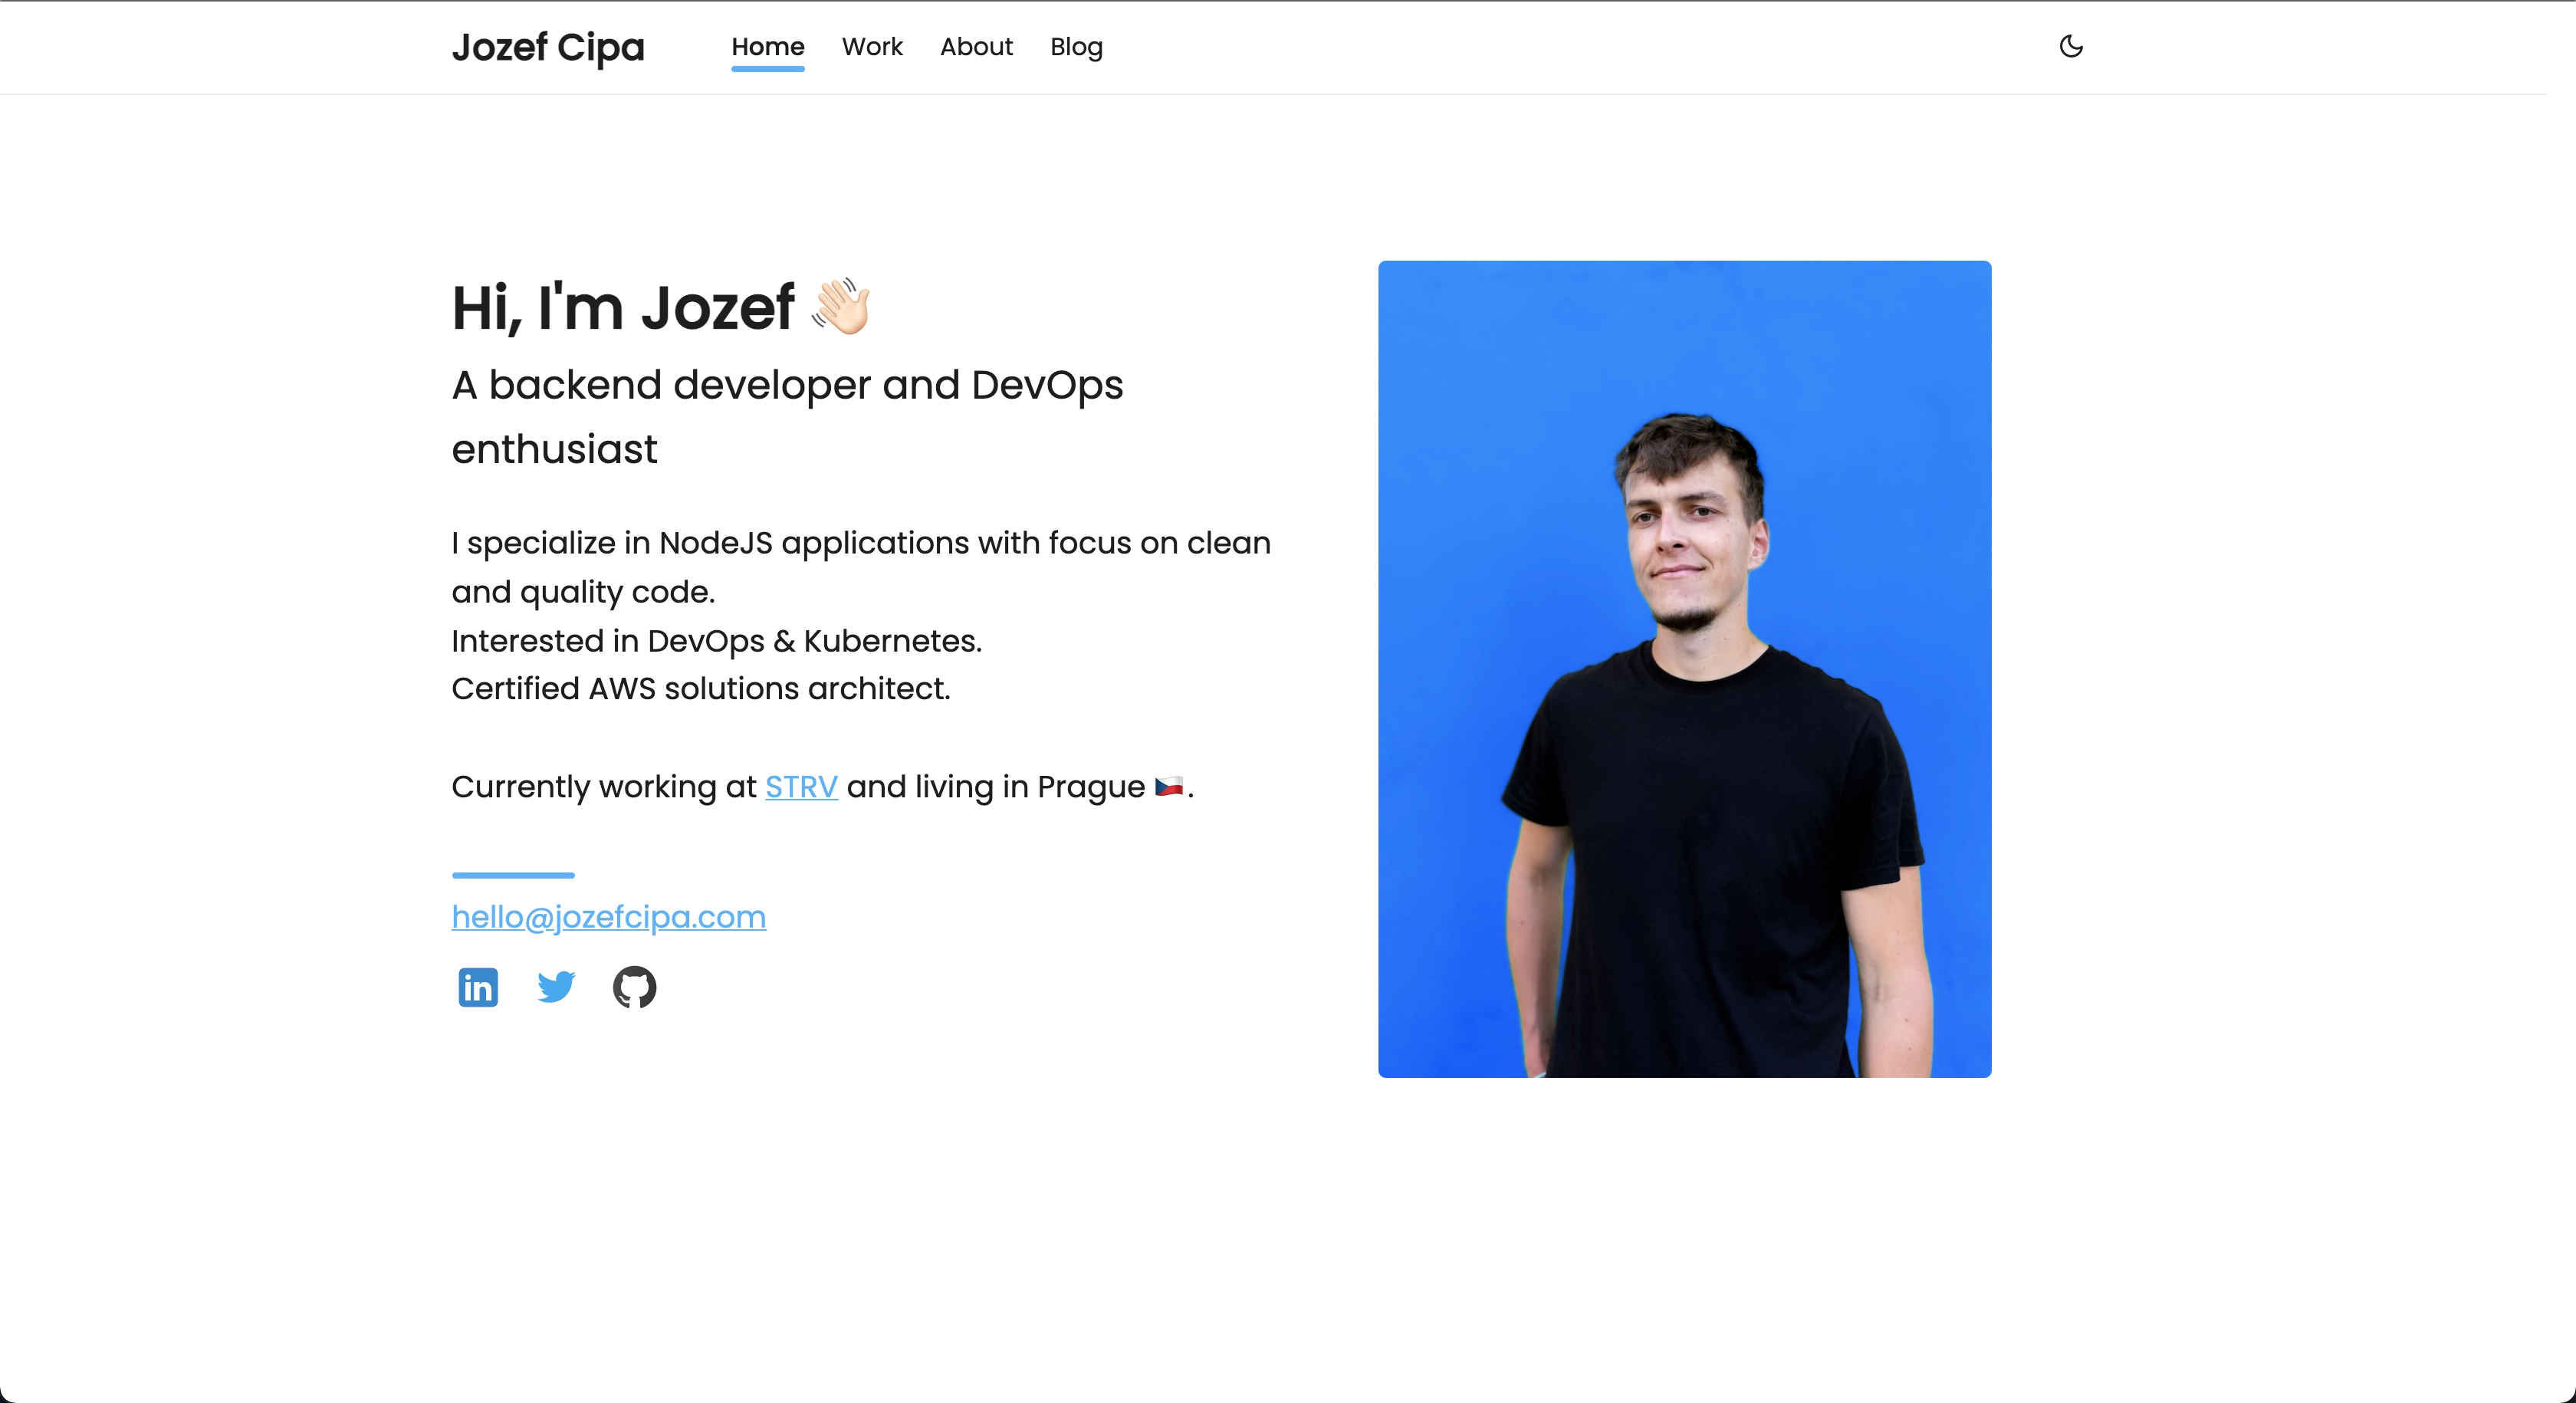 Jozef Cipa
Home Work About Blog
Hi, I'm Jozef 👋🏻
A backend developer and DevOps
enthusiast
I specialize in NodeJS applications with focus on clean
and quality code.
Interested in DevOps & Kubernetes.
Certified AWS solutions architect.
Currently working at STRV and living in Prague 🇨🇿.
hello@jozefcipa.com
in